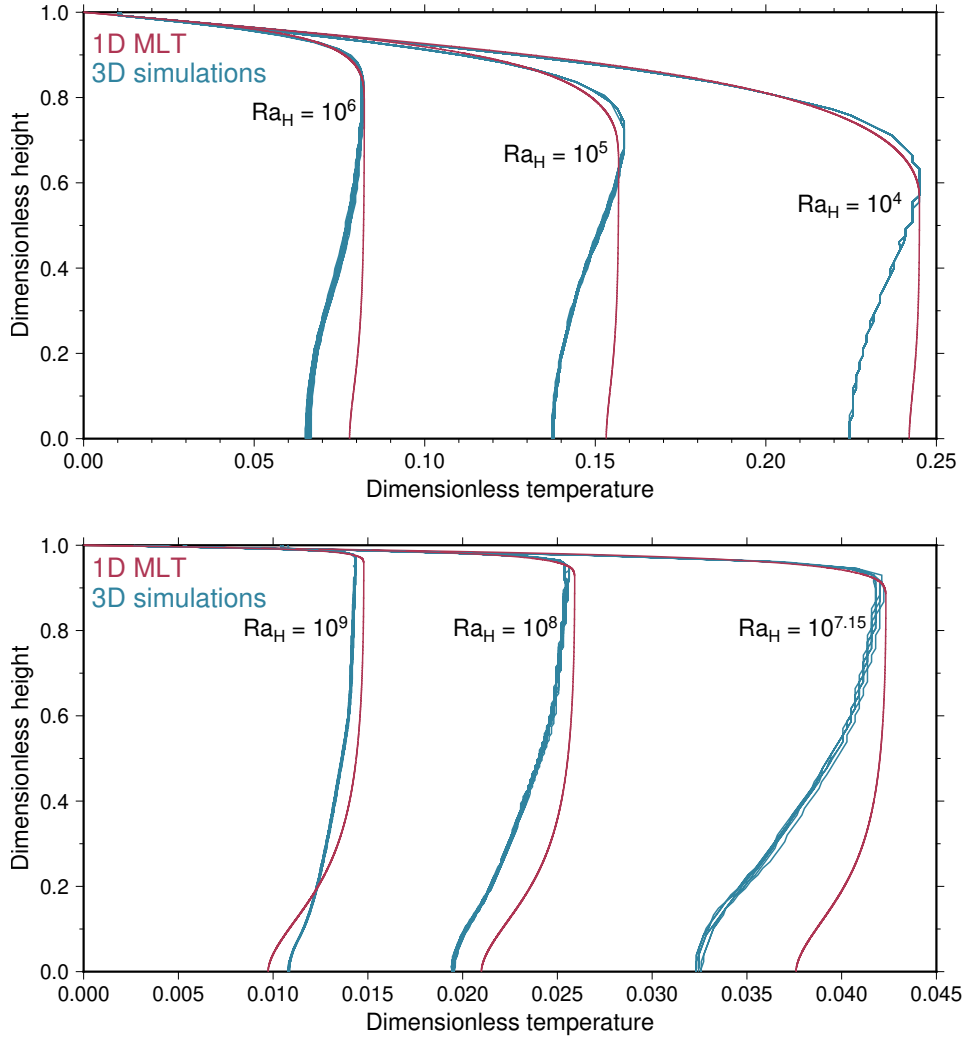 1.0
1D MLT
3D simulations
0.8
Ra_H = 10^6
Ra_H = 10^5
0.6
Ra_H = 10^4
0.4
0.2
0.0
Dimensionless height
0.00 0.05 0.10 0.15 0.20 0.25
Dimensionless temperature
1.0
1D MLT
3D simulations
Ra_H = 10^9 Ra_H = 10^8 Ra_H = 10^7.15
0.8
0.6
0.4
0.2
0.0
Dimensionless height
0.000 0.005 0.010 0.015 0.020 0.025 0.030 0.035 0.040 0.045
Dimensionless temperature